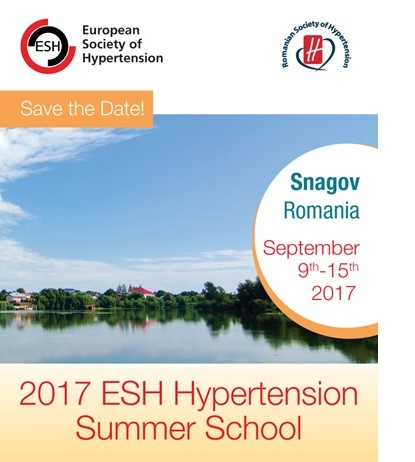 ESH
European
Society of
Hypertension
Romanian Society of Hypertension
H
Save the Date!
Snagov
Romania
September
9th-15th
2017
2017 ESH Hypertension
Summer School